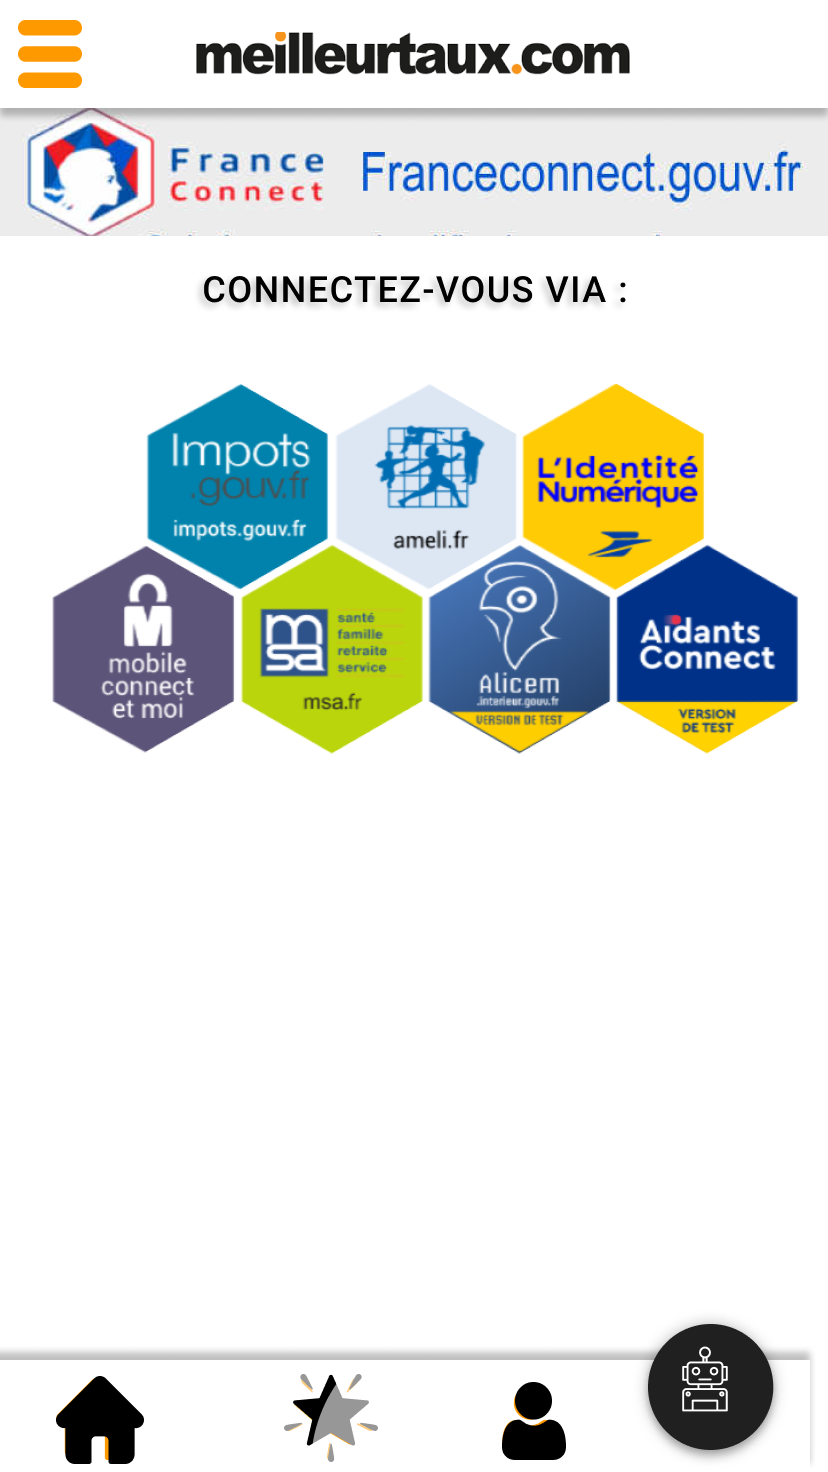 meilleurtaux.com
France
Connect
Franceconnect.gouv.fr
CONNECTEZ-VOUS VIA :
Impots
.gouv.fr
impots.gouv.fr
ameli.fr
L'Identité
Numérique
M
mobile
connect
et moi
msa
santé
famille
retraite
service
msa.fr
Alicem
.interieur.gouv.fr
VERSION DE TEST
Aidants
Connect
VERSION
DE TEST